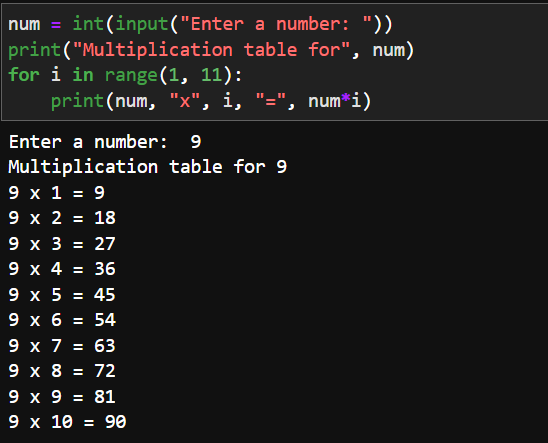 num = int(input("Enter a number: "))
print("Multiplication table for", num)
for i in range(1, 11):
    print(num, "x", i, "=", num*i)
Enter a number:  9
Multiplication table for 9
9 x 1 = 9
9 x 2 = 18
9 x 3 = 27
9 x 4 = 36
9 x 5 = 45
9 x 6 = 54
9 x 7 = 63
9 x 8 = 72
9 x 9 = 81
9 x 10 = 90